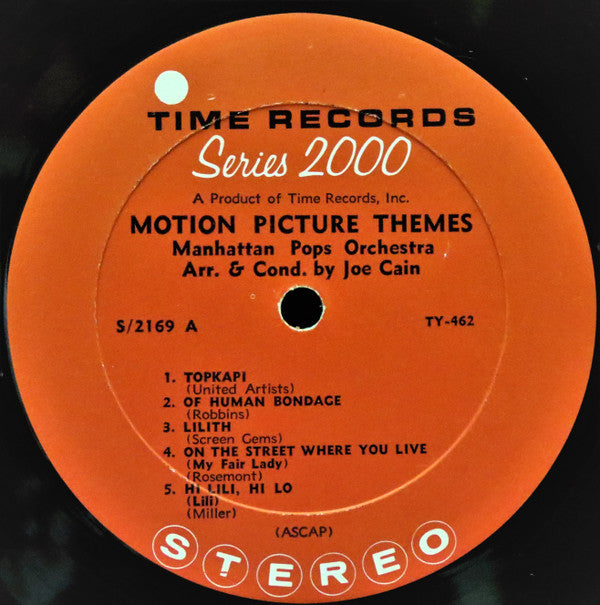 TIME RECORDS
Series 2000
A Product of Time Records, Inc.
MOTION PICTURE THEMES
Manhattan Pops Orchestra
Arr. & Cond. by Joe Cain
S/2169 A TY-462
1. TOPKAPI
(United Artists)
2. OF HUMAN BONDAGE
(Robbins)
3. LILITH
(Screen Gems)
4. ON THE STREET WHERE YOU LIVE
(My Fair Lady)
(Rosemont)
5. HI LILI, HI LO
(Lili)
(Miller)
(ASCAP)
STEREO